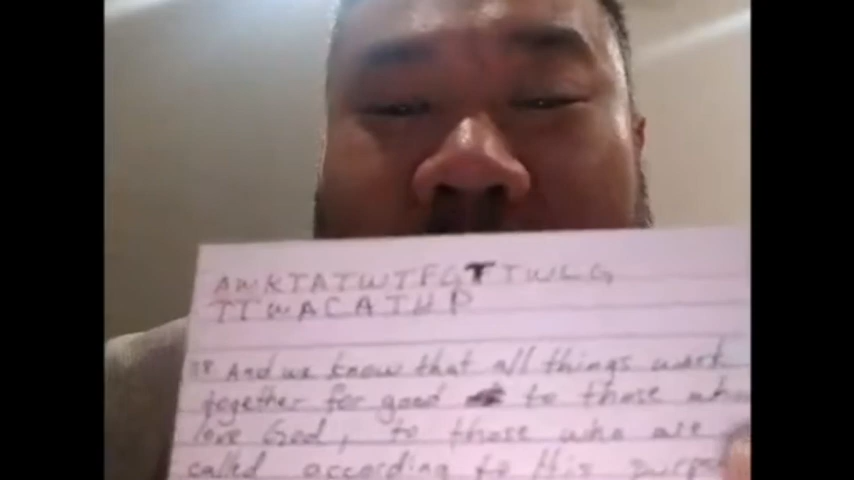 AWKTATWTFGTTWLG
TTWACATHP
28 And we know that all things work
together for good to those who
love God, to those who are
called according to His